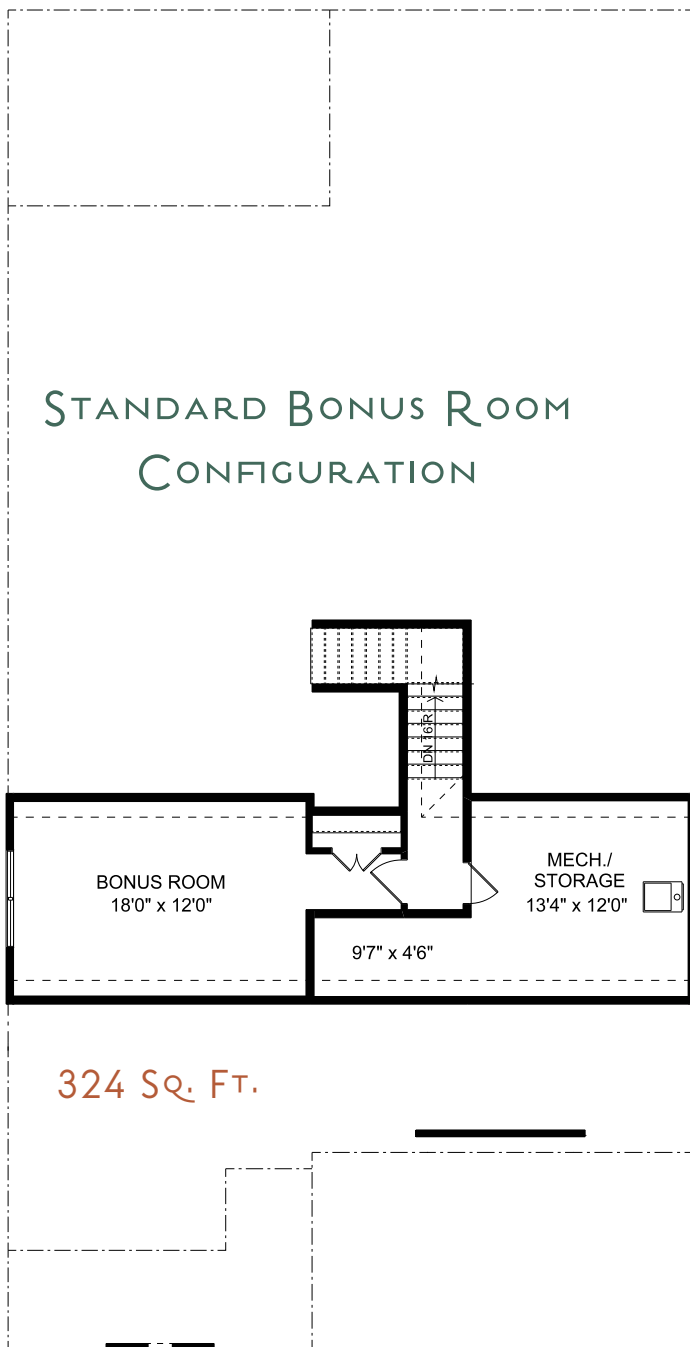 STANDARD BONUS ROOM
CONFIGURATION
DN 16 R
BONUS ROOM
18'0" x 12'0"
MECH./
STORAGE
13'4" x 12'0"
9'7" x 4'6"
324 SQ. FT.